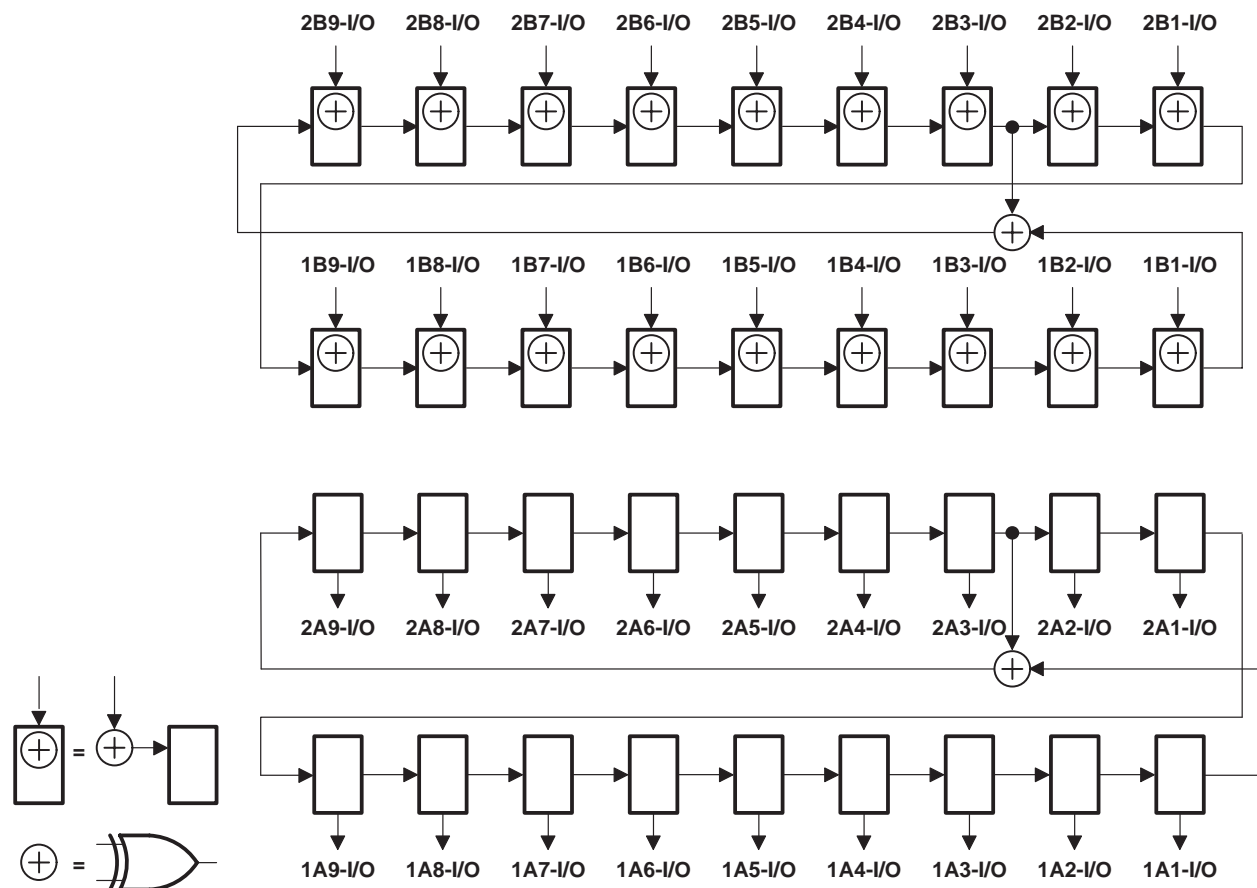 2B9-I/O 2B8-I/O 2B7-I/O 2B6-I/O 2B5-I/O 2B4-I/O 2B3-I/O 2B2-I/O 2B1-I/O
1B9-I/O 1B8-I/O 1B7-I/O 1B6-I/O 1B5-I/O 1B4-I/O 1B3-I/O 1B2-I/O 1B1-I/O
2A9-I/O 2A8-I/O 2A7-I/O 2A6-I/O 2A5-I/O 2A4-I/O 2A3-I/O 2A2-I/O 2A1-I/O
=
=
1A9-I/O 1A8-I/O 1A7-I/O 1A6-I/O 1A5-I/O 1A4-I/O 1A3-I/O 1A2-I/O 1A1-I/O